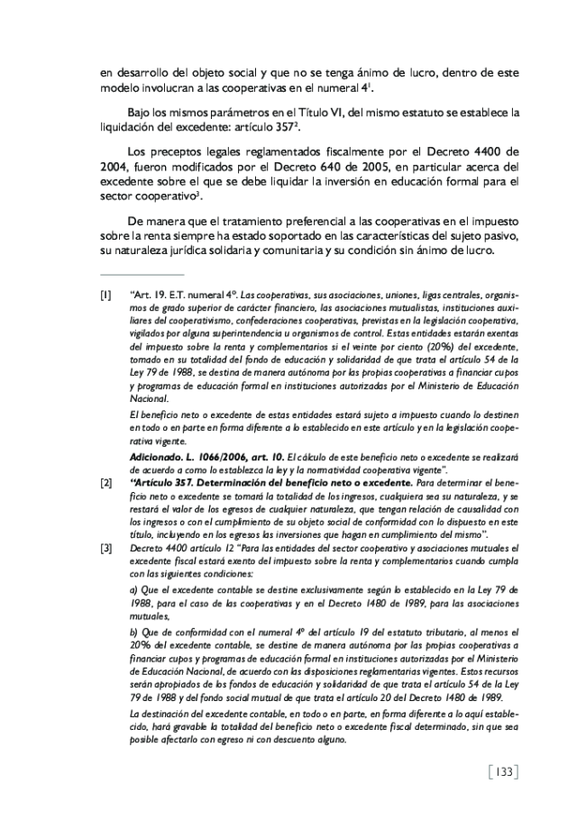 en desarrollo del objeto social y que no se tenga ánimo de lucro, dentro de este
modelo involucran a las cooperativas en el numeral 4¹.
Bajo los mismos parámetros en el Título VI, del mismo estatuto se establece la
liquidación del excedente: artículo 357².
Los preceptos legales reglamentados fiscalmente por el Decreto 4400 de
2004, fueron modificados por el Decreto 640 de 2005, en particular acerca del
excedente sobre el que se debe liquidar la inversión en educación formal para el
sector cooperativo³.
De manera que el tratamiento preferencial a las cooperativas en el impuesto
sobre la renta siempre ha estado soportado en las características del sujeto pasivo,
su naturaleza jurídica solidaria y comunitaria y su condición sin ánimo de lucro.
[1] “Art. 19. E.T. numeral 4º. Las cooperativas, sus asociaciones, uniones, ligas centrales, organis-
mos de grado superior de carácter financiero, las asociaciones mutualistas, instituciones auxi-
liares del cooperativismo, confederaciones cooperativas, previstas en la legislación cooperativa,
vigilados por alguna superintendencia u organismos de control. Estas entidades estarán exentas
del impuesto sobre la renta y complementarios si el veinte por ciento (20%) del excedente,
tomado en su totalidad del fondo de educación y solidaridad de que trata el artículo 54 de la
Ley 79 de 1988, se destina de manera autónoma por las propias cooperativas a financiar cupos
y programas de educación formal en instituciones autorizadas por el Ministerio de Educación
Nacional.
El beneficio neto o excedente de estas entidades estará sujeto a impuesto cuando lo destinen
en todo o en parte en forma diferente a lo establecido en este artículo y en la legislación coope-
rativa vigente.
Adicionado. L. 1066/2006, art. 10. El cálculo de este beneficio neto o excedente se realizará
de acuerdo a como lo establezca la ley y la normatividad cooperativa vigente”.
[2] “Artículo 357. Determinación del beneficio neto o excedente. Para determinar el bene-
ficio neto o excedente se tomará la totalidad de los ingresos, cualquiera sea su naturaleza, y se
restará el valor de los egresos de cualquier naturaleza, que tengan relación de causalidad con
los ingresos o con el cumplimiento de su objeto social de conformidad con lo dispuesto en este
título, incluyendo en los egresos las inversiones que hagan en cumplimiento del mismo”.
[3] Decreto 4400 artículo 12 “Para las entidades del sector cooperativo y asociaciones mutuales el
excedente fiscal estará exento del impuesto sobre la renta y complementarios cuando cumpla
con las siguientes condiciones:
a) Que el excedente contable se destine exclusivamente según lo establecido en la Ley 79 de
1988, para el caso de las cooperativas y en el Decreto 1480 de 1989, para las asociaciones
mutuales,
b) Que de conformidad con el numeral 4º del artículo 19 del estatuto tributario, al menos el
20% del excedente contable, se destine de manera autónoma por las propias cooperativas a
financiar cupos y programas de educación formal en instituciones autorizadas por el Ministerio
de Educación Nacional, de acuerdo con las disposiciones reglamentarias vigentes. Estos recursos
serán apropiados de los fondos de educación y solidaridad de que trata el artículo 54 de la Ley
79 de 1988 y del fondo social mutual de que trata el artículo 20 del Decreto 1480 de 1989.
La destinación del excedente contable, en todo o en parte, en forma diferente a lo aquí estable-
cido, hará gravable la totalidad del beneficio neto o excedente fiscal determinado, sin que sea
posible afectarlo con egreso ni con descuento alguno.
[133]